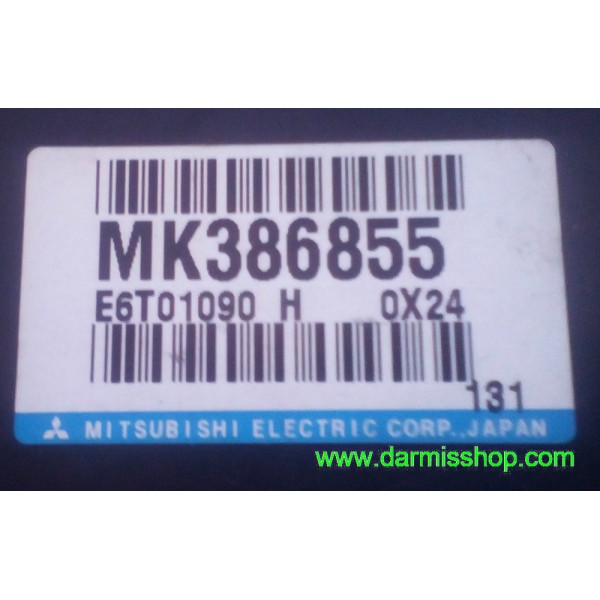 MK386855
E6T01090 H 0X24
131
MITSUBISHI ELECTRIC CORP., JAPAN
www.darmisshop.com